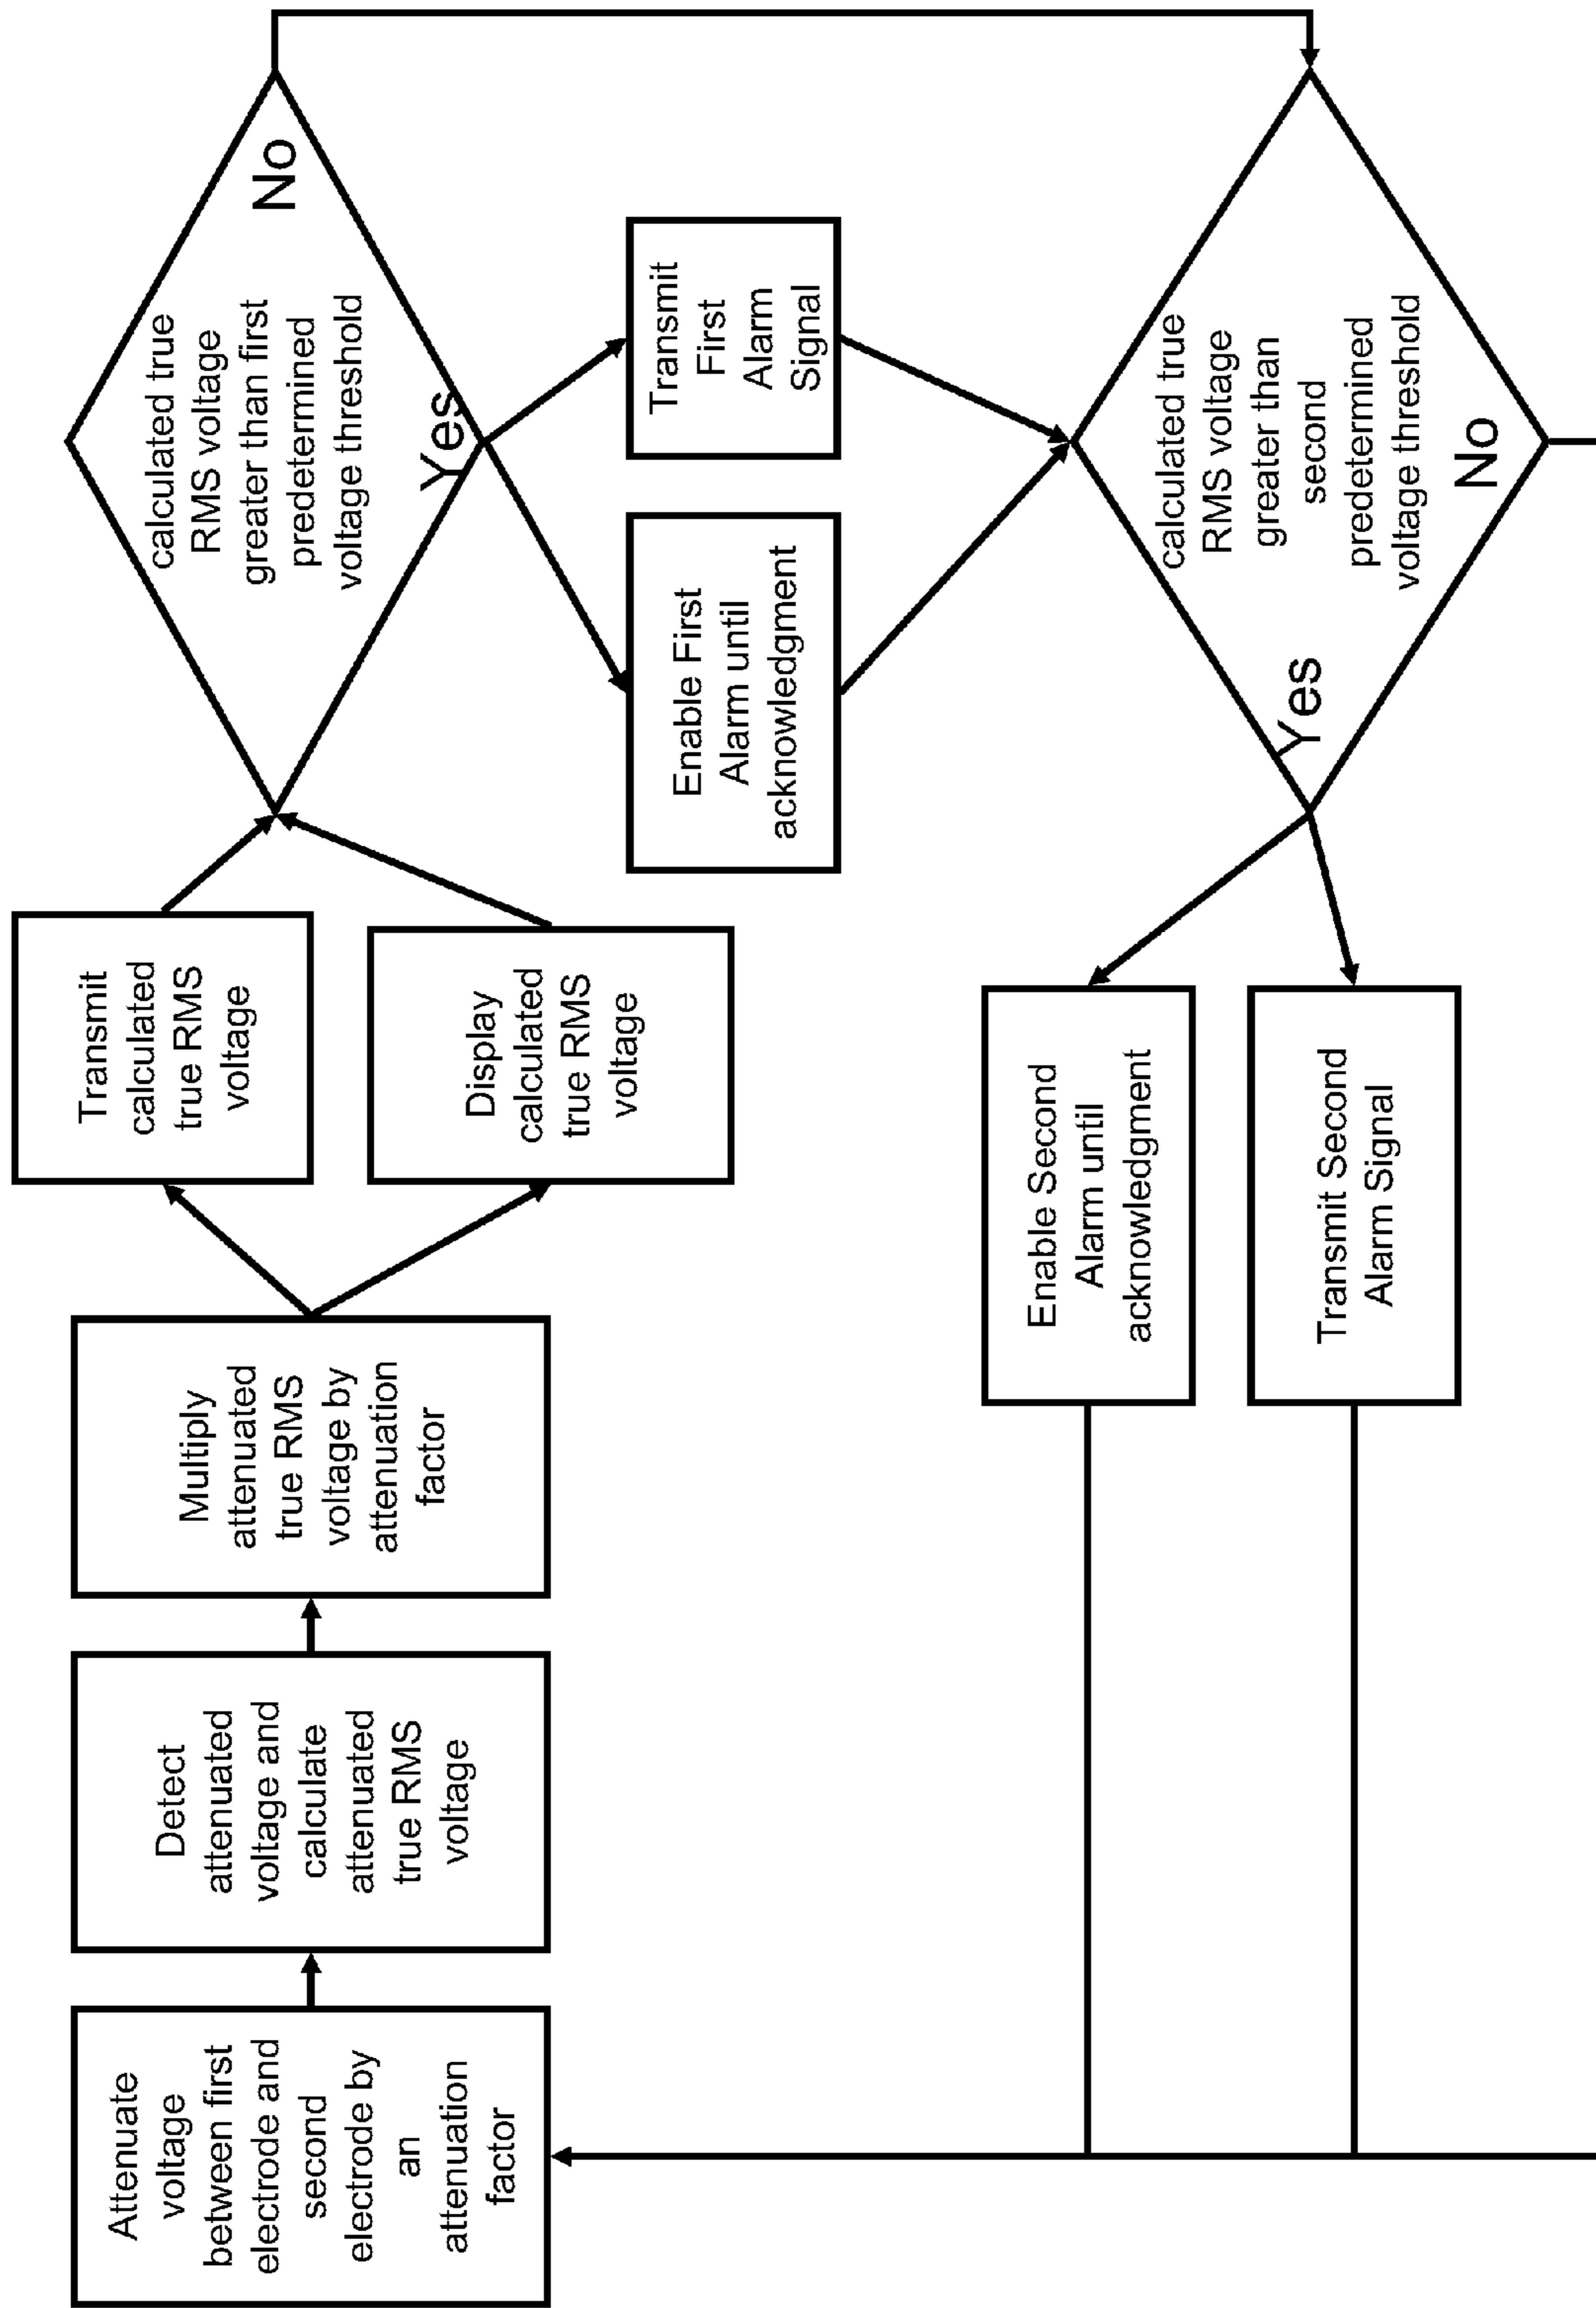 Attenuate
voltage
between first
electrode and
second
electrode by
an
attenuation
factor
Detect
attenuated
voltage and
calculate
attenuated
true RMS
voltage
Multiply
attenuated
true RMS
voltage by
attenuation
factor
Transmit
calculated
true RMS
voltage
Display
calculated
true RMS
voltage
calculated true
RMS voltage
greater than first
predetermined
voltage threshold
No
Yes
Enable First
Alarm until
acknowledgment
Transmit
First
Alarm
Signal
calculated true
RMS voltage
greater than
second
predetermined
voltage threshold
Yes
No
Enable Second
Alarm until
acknowledgment
Transmit Second
Alarm Signal